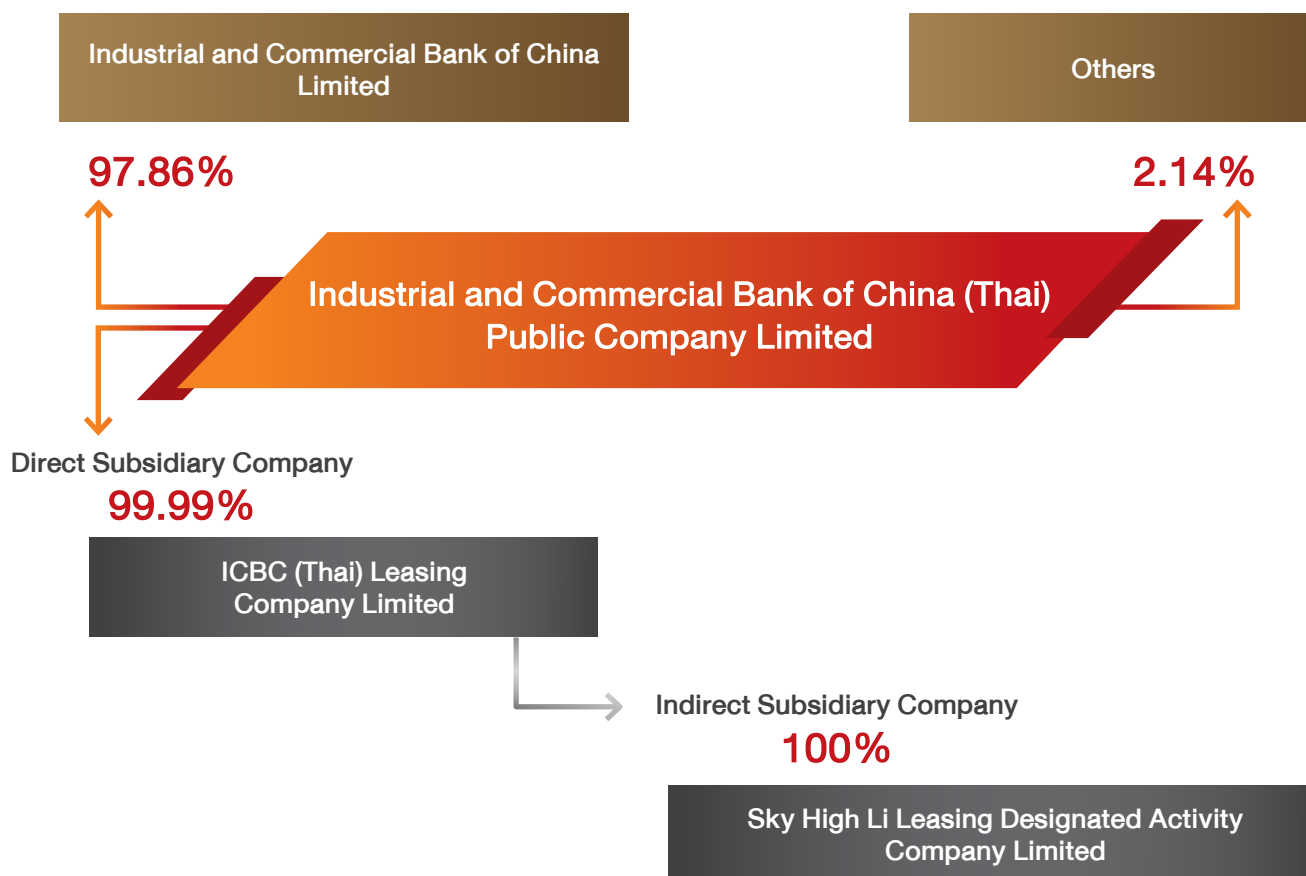 Industrial and Commercial Bank of China
Limited
Others
97.86%
2.14%
Industrial and Commercial Bank of China (Thai)
Public Company Limited
Direct Subsidiary Company
99.99%
ICBC (Thai) Leasing
Company Limited
Indirect Subsidiary Company
100%
Sky High Li Leasing Designated Activity
Company Limited